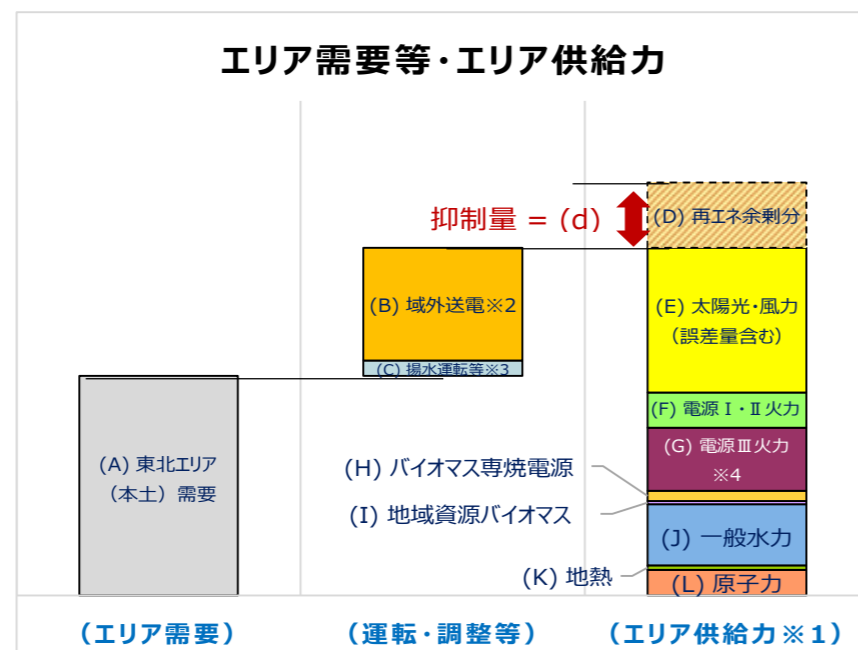 エリア需要等・エリア供給力
抑制量 = (d)
(D) 再エネ余剰分
(B) 域外送電※2
(E) 太陽光・風力
（誤差量含む）
(C) 揚水運転等※3
(F) 電源Ⅰ・Ⅱ火力
(A) 東北エリア
（本土）需要
(G) 電源Ⅲ火力
※4
(H) バイオマス専焼電源
(I) 地域資源バイオマス
(J) 一般水力
(K) 地熱
(L) 原子力
（エリア需要）
（運転・調整等）
（エリア供給力※１）